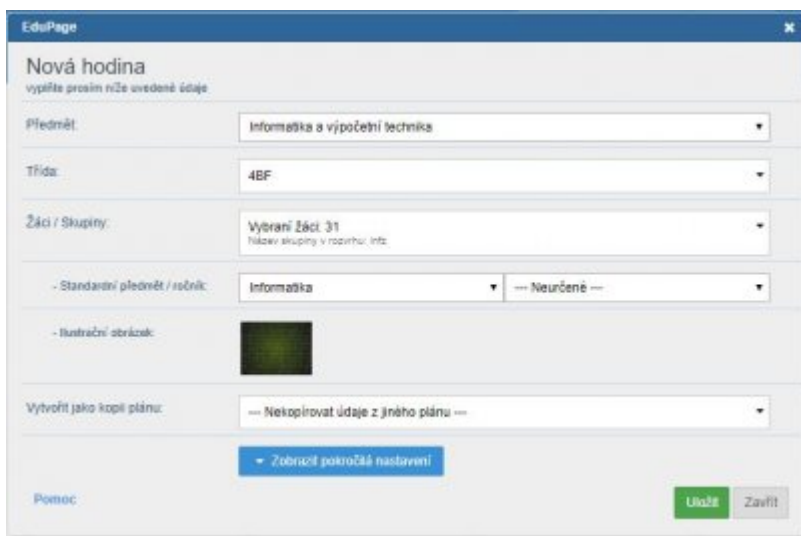 EduPage
Nová hodina
vyplňte prosím níže uvedené údaje
Předmět:
Informatika a výpočetní technika
Třída:
4BF
Žáci / Skupiny:
Vybraní žáci: 31
Název skupiny v rozvrhu: Infz
- Standardní předmět / ročník:
Informatika
--- Neurčené ---
- Ilustrační obrázek:
Vytvořit jako kopii plánu:
--- Nekopírovat údaje z jiného plánu ---
Zobrazit pokročilá nastavení
Pomoc
Uložit
Zavřít